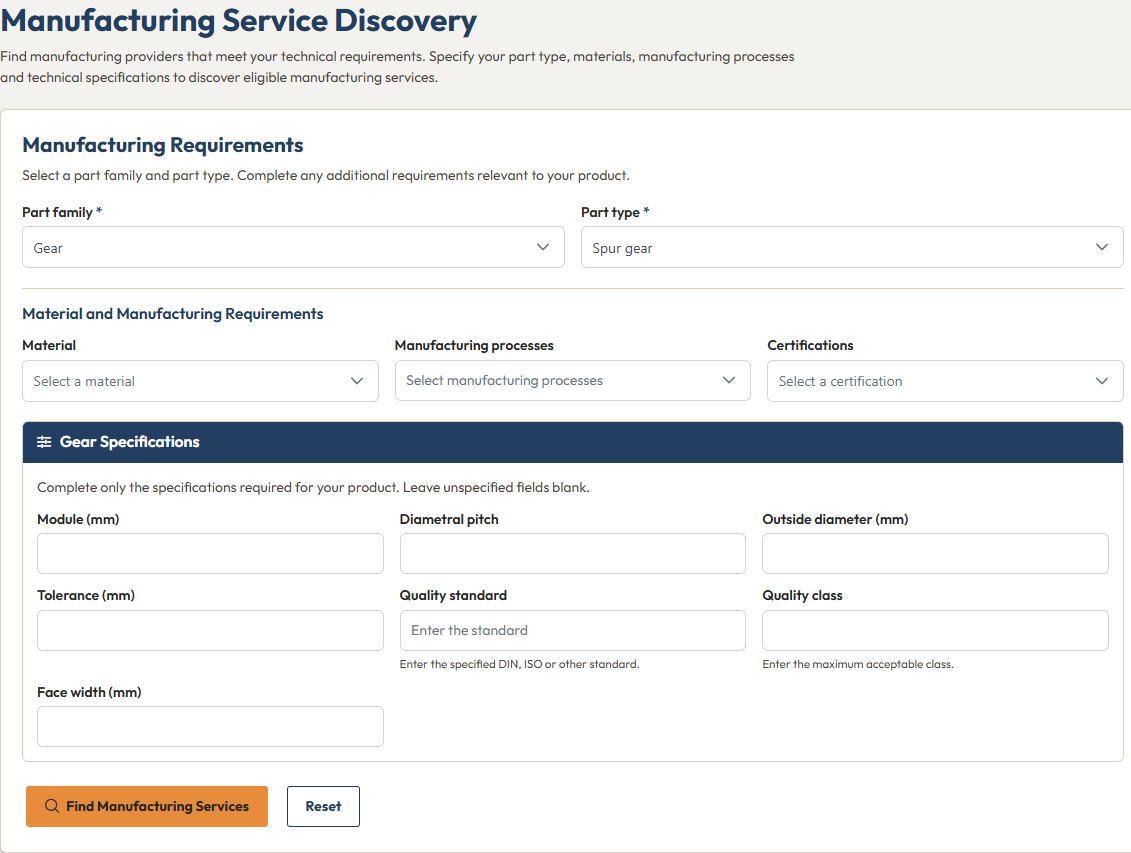 Manufacturing Service Discovery
Find manufacturing providers that meet your technical requirements. Specify your part type, materials, manufacturing processes
and technical specifications to discover eligible manufacturing services.
Manufacturing Requirements
Select a part family and part type. Complete any additional requirements relevant to your product.
Part family * Part type *
Gear Spur gear
Material and Manufacturing Requirements
Material Manufacturing processes Certifications
Select a material Select manufacturing processes Select a certification
Gear Specifications
Complete only the specifications required for your product. Leave unspecified fields blank.
Module (mm) Diametral pitch Outside diameter (mm)
Tolerance (mm) Quality standard Quality class
Enter the standard
Enter the specified DIN, ISO or other standard. Enter the maximum acceptable class.
Face width (mm)
Find Manufacturing Services Reset